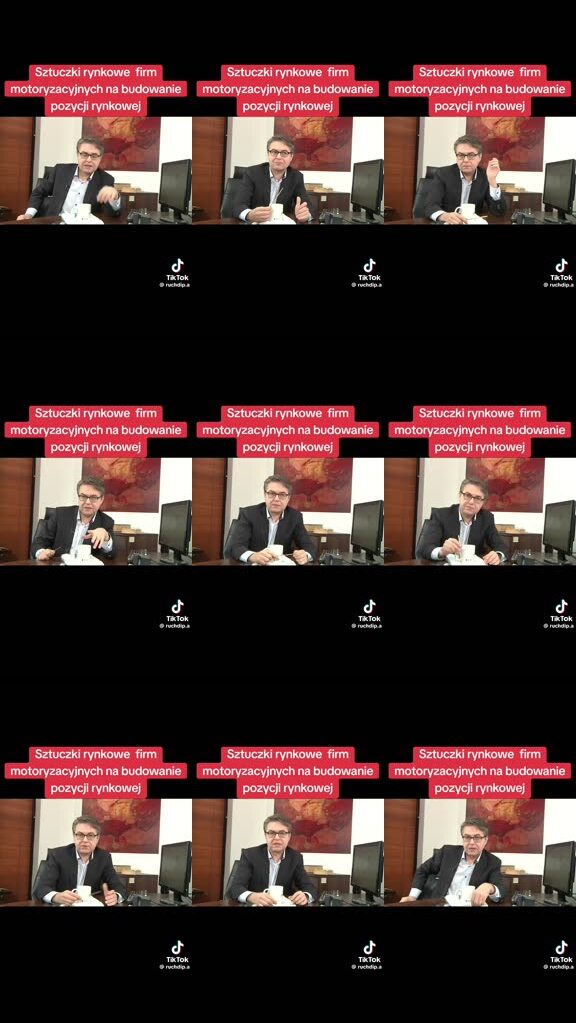 Sztuczki rynkowe firm
motoryzacyjnych na budowanie
pozycji rynkowej
TikTok
@ ruchdip.a
Sztuczki rynkowe firm
motoryzacyjnych na budowanie
pozycji rynkowej
TikTok
@ ruchdip.a
Sztuczki rynkowe firm
motoryzacyjnych na budowanie
pozycji rynkowej
TikTok
@ ruchdip.a
Sztuczki rynkowe firm
motoryzacyjnych na budowanie
pozycji rynkowej
TikTok
@ ruchdip.a
Sztuczki rynkowe firm
motoryzacyjnych na budowanie
pozycji rynkowej
TikTok
@ ruchdip.a
Sztuczki rynkowe firm
motoryzacyjnych na budowanie
pozycji rynkowej
TikTok
@ ruchdip.a
Sztuczki rynkowe firm
motoryzacyjnych na budowanie
pozycji rynkowej
TikTok
@ ruchdip.a
Sztuczki rynkowe firm
motoryzacyjnych na budowanie
pozycji rynkowej
TikTok
@ ruchdip.a
Sztuczki rynkowe firm
motoryzacyjnych na budowanie
pozycji rynkowej
TikTok
@ ruchdip.a